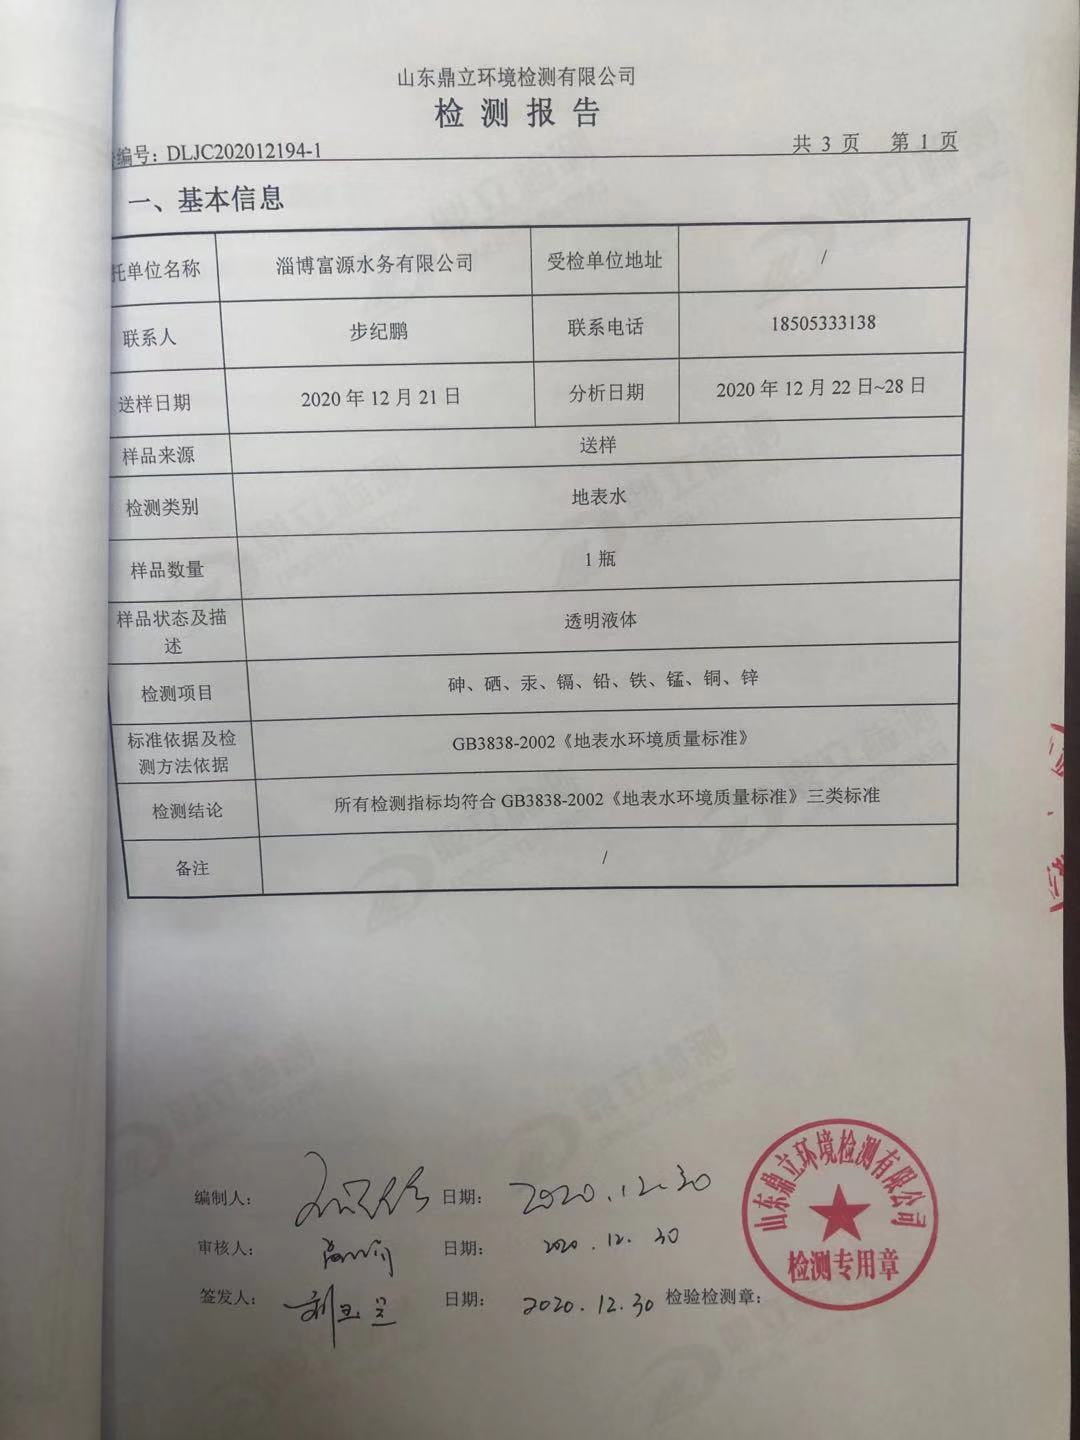 山东鼎立环境检测有限公司
检测报告
编号：DLJC202012194-1 共 3 页 第 1 页
一、基本信息
托单位名称 淄博富源水务有限公司 受检单位地址 /
联系人 步纪鹏 联系电话 18505333138
送样日期 2020 年 12 月 21 日 分析日期 2020 年 12 月 22 日~28 日
样品来源 送样
检测类别 地表水
样品数量 1 瓶
样品状态及描
述
透明液体
检测项目 砷、硒、汞、镉、铅、铁、锰、铜、锌
标准依据及检
测方法依据
GB3838-2002《地表水环境质量标准》
检测结论 所有检测指标均符合 GB3838-2002《地表水环境质量标准》三类标准
备注 /
编制人： 日期： 2020.12.30
审核人： 日期： 2020.12.30
签发人： 日期： 2020.12.30 检验检测章：
山东鼎立环境检测有限公司
检测专用章